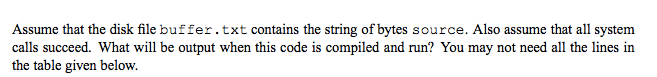 Assume that the disk file buffer.txt contains the string of bytes source. Also assume that all system
calls succeed. What will be output when this code is compiled and run? You may not need all the lines in
the table given below.